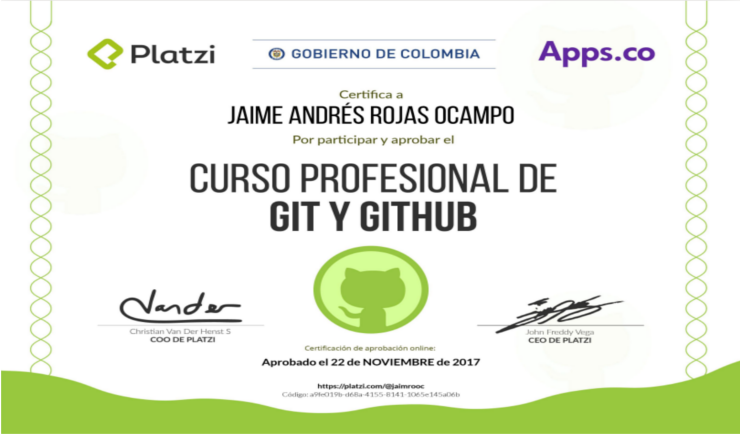 Platzi
GOBIERNO DE COLOMBIA
Apps.co
Certifica a
JAIME ANDRÉS ROJAS OCAMPO
Por participar y aprobar el
CURSO PROFESIONAL DE
GIT Y GITHUB
Christian Van Der Henst S
COO DE PLATZI
John Freddy Vega
CEO DE PLATZI
Certificación de aprobación online:
Aprobado el 22 de NOVIEMBRE de 2017
https://platzi.com/@jaimrooc
Código: a9fe019b-d68a-4155-8141-1065e145a06b